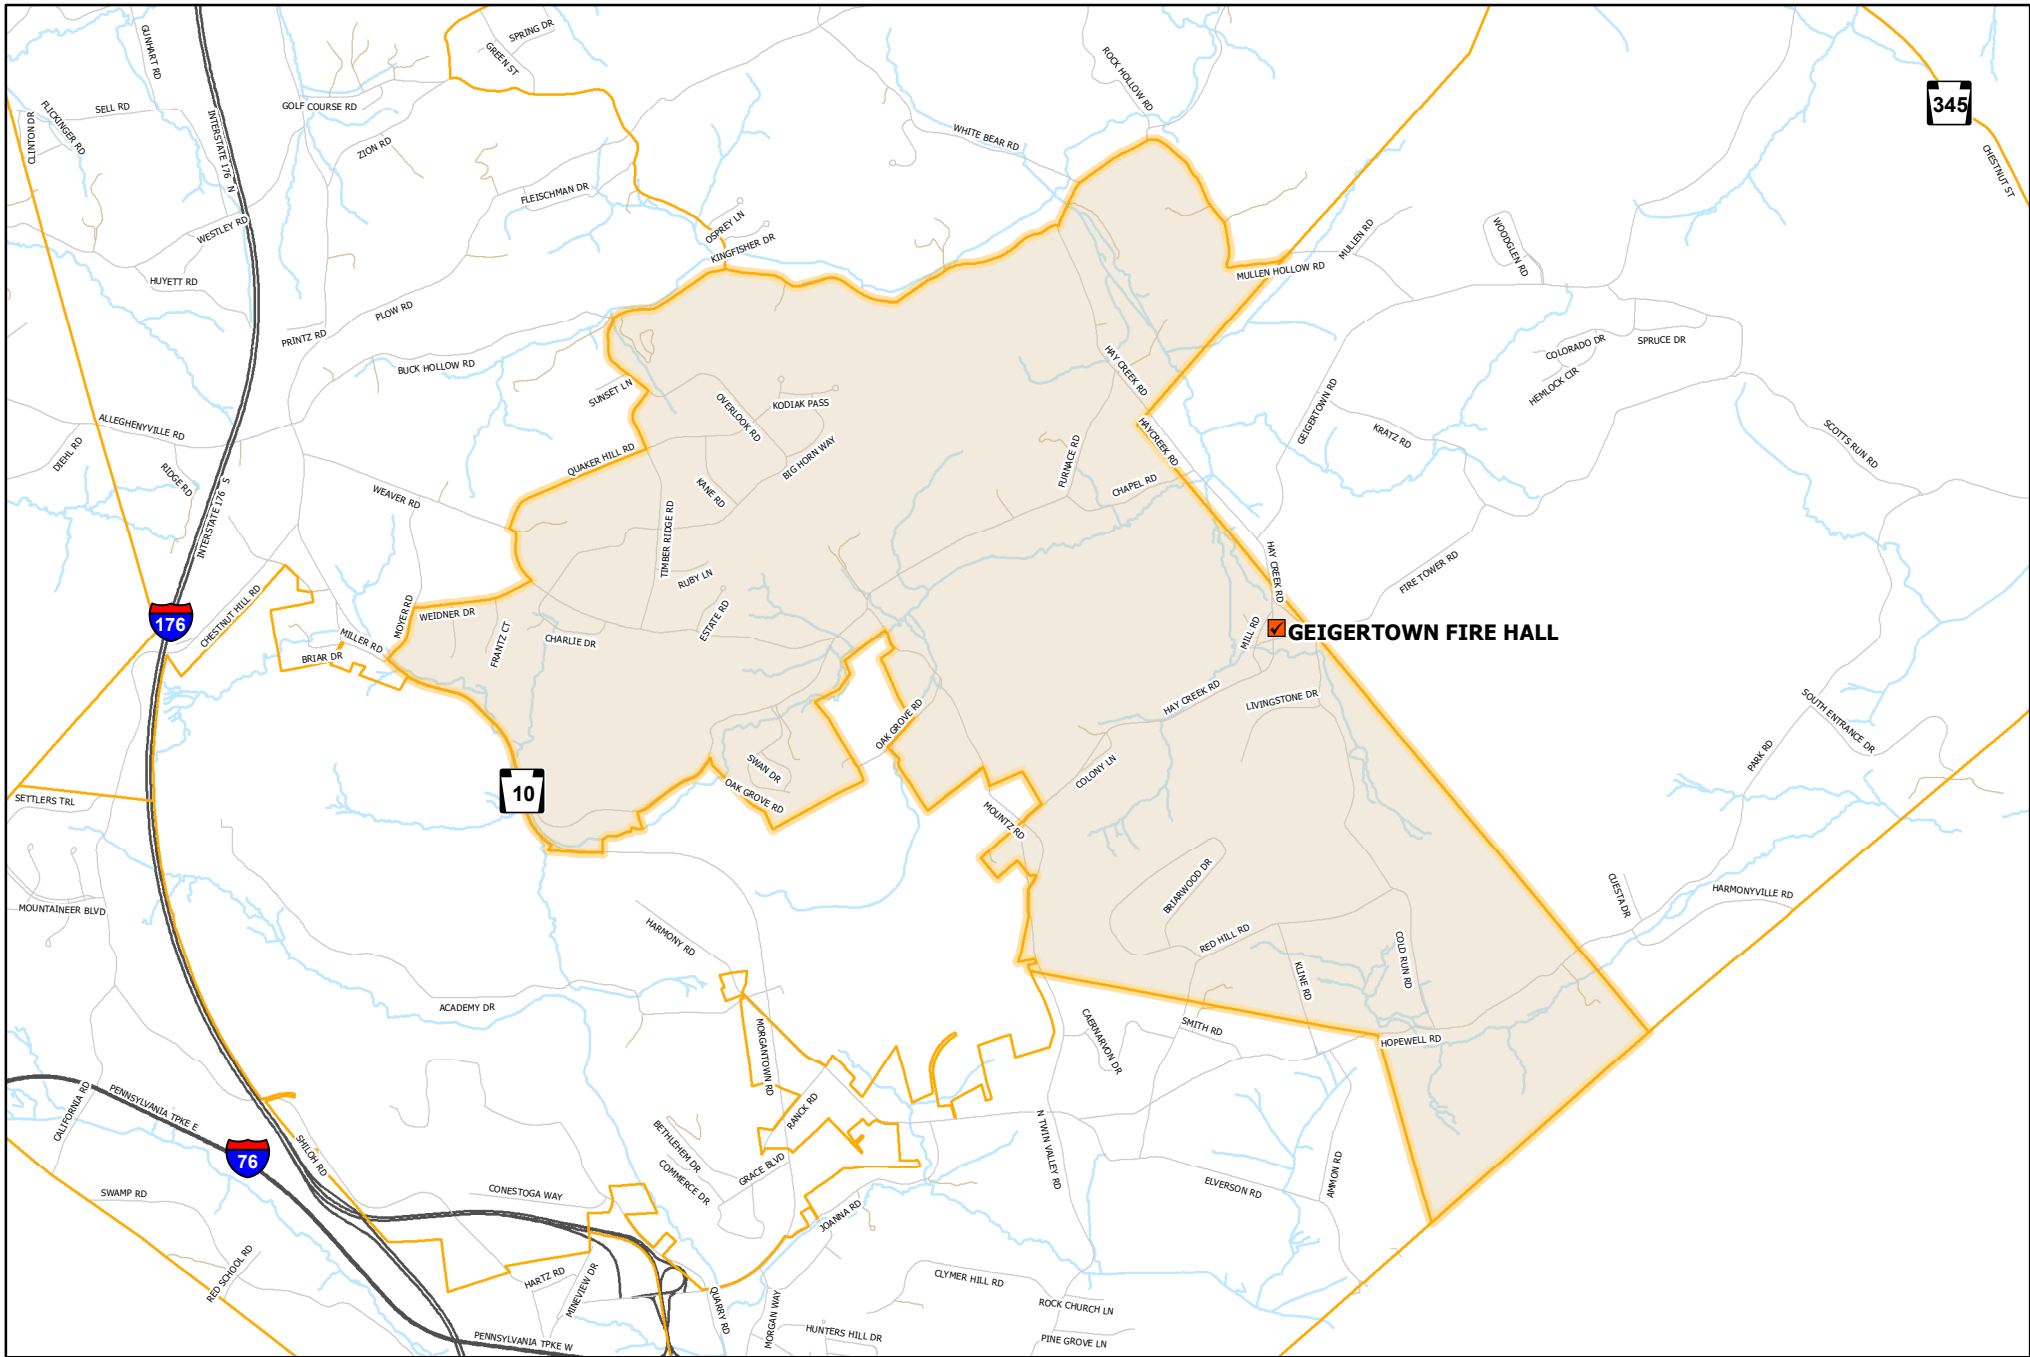 SPRING DR
GREEN ST
GUNHART RD
ROCK HOLLOW RD
345
SELL RD
GOLF COURSE RD
FLICKINGER RD
CLINTON DR
INTERSTATE 176 N
ZION RD
WHITE BEAR RD
CHESTNUT ST
FLEISCHMAN DR
WESTLEY RD
OSPREY LN
KINGFISHER DR
MULLEN RD
WOODGLEN RD
MULLEN HOLLOW RD
HUYETT RD
PLOW RD
PRINTZ RD
COLORADO DR
SPRUCE DR
BUCK HOLLOW RD
HAY CREEK RD
HEMLOCK CIR
SUNSET LN
OVERLOOK RD
KODIAK PASS
GEIGERTOWN RD
ALLEGHENYVILLE RD
DIEHL RD
RIDGE RD
QUAKER HILL RD
BIG HORN WAY
FURNACE RD
HAYCREEK RD
KRATZ RD
SCOTTS RUN RD
WEAVER RD
KANE RD
CHAPEL RD
INTERSTATE 176 S
TIMBER RIDGE RD
RUBY LN
HAY CREEK RD
FIRE TOWER RD
176
CHESTNUT HILL RD
MOYER RD
WEIDNER DR
FRANTZ CT
CHARLIE DR
ESTATE RD
MILLER RD
BRIAR DR
MILL RD
GEIGERTOWN FIRE HALL
HAY CREEK RD
LIVINGSTONE DR
OAK GROVE RD
SOUTH ENTRANCE DR
PARK RD
SWAN DR
COLONY LN
10
OAK GROVE RD
SETTLERS TRL
MOUNTZ RD
BRIARWOOD DR
CUESTA DR
HARMONYVILLE RD
MOUNTAINEER BLVD
HARMONY RD
RED HILL RD
COLD RUN RD
KLINE RD
ACADEMY DR
CAERNARVON DR
SMITH RD
HOPEWELL RD
MORGANTOWN RD
PENNSYLVANIA TPKE E
CALIFORNIA RD
RANCK RD
SHILOH RD
BETHLEHEM DR
COMMERCE DR
GRACE BLVD
N TWIN VALLEY RD
76
AMMON RD
ELVERSON RD
SWAMP RD
CONESTOGA WAY
JOANNA RD
RED SCHOOL RD
HARTZ RD
MINEVIEW DR
QUARRY RD
MORGAN WAY
CLYMER HILL RD
ROCK CHURCH LN
PENNSYLVANIA TPKE W
HUNTERS HILL DR
PINE GROVE LN